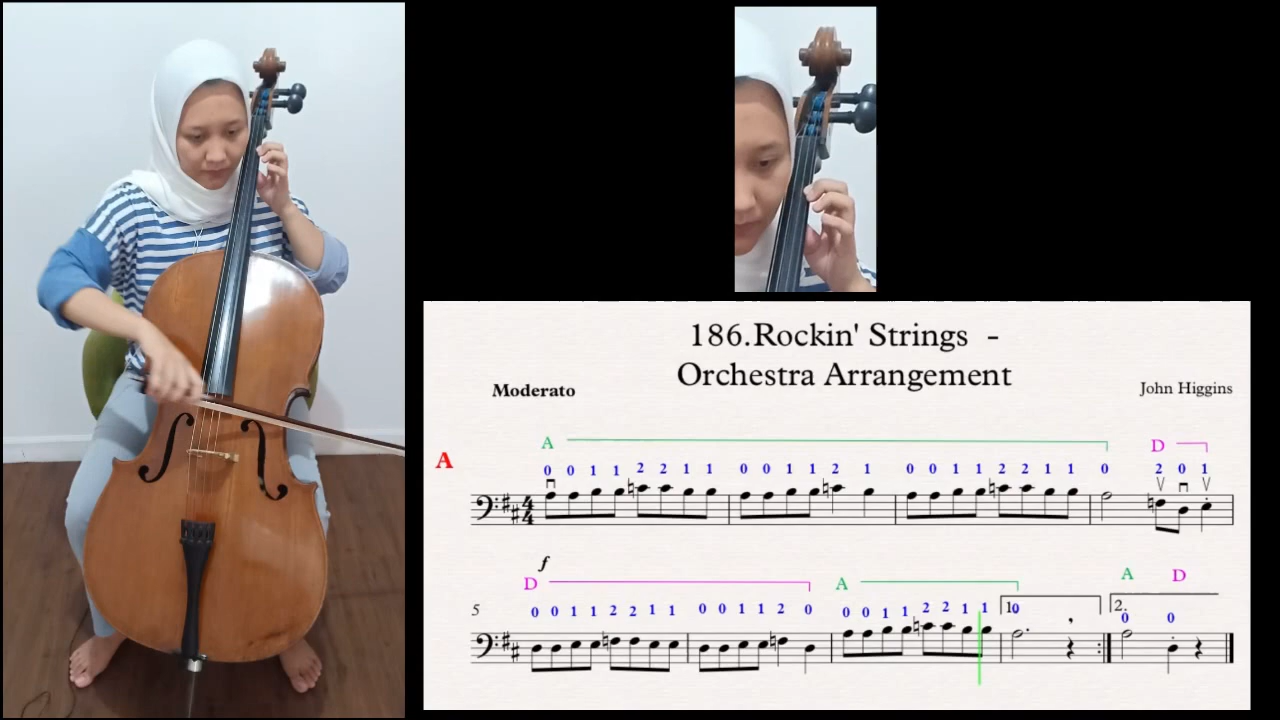 186.Rockin' Strings -
Orchestra Arrangement
Moderato
John Higgins
A
A D
0 0 1 1 2 2 1 1 0 0 1 1 2 1 0 0 1 1 2 2 1 1 0 2 0 1
4
4
f
D A A D
5
0 0 1 1 2 2 1 1 0 0 1 1 2 0 0 0 1 1 2 2 1 1 1. 0 2. 0 0